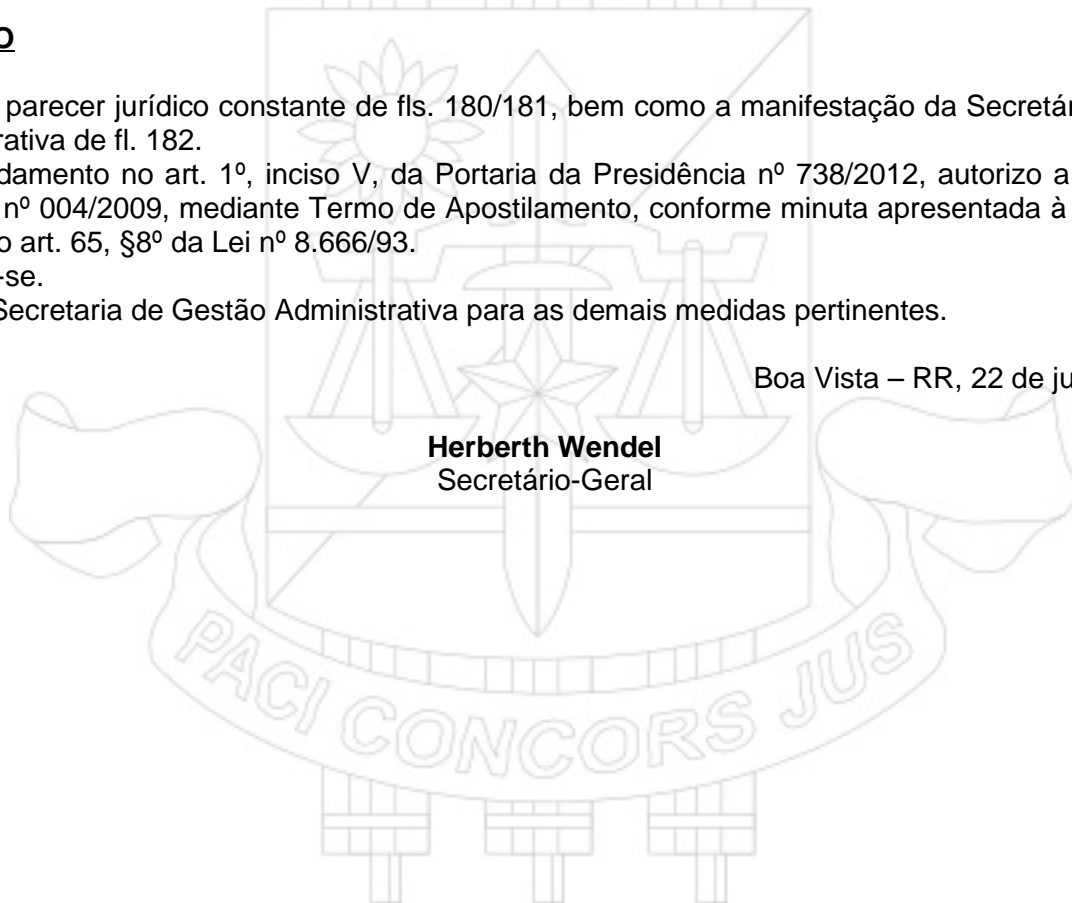 O
parecer jurídico constante de fls. 180/181, bem como a manifestação da Secretár
rativa de fl. 182.
damento no art. 1º, inciso V, da Portaria da Presidência nº 738/2012, autorizo a
nº 004/2009, mediante Termo de Apostilamento, conforme minuta apresentada à
o art. 65, §8º da Lei nº 8.666/93.
-se.
Secretaria de Gestão Administrativa para as demais medidas pertinentes.
Boa Vista – RR, 22 de ju
Herberth Wendel
Secretário-Geral
PACI CONCORS JUS